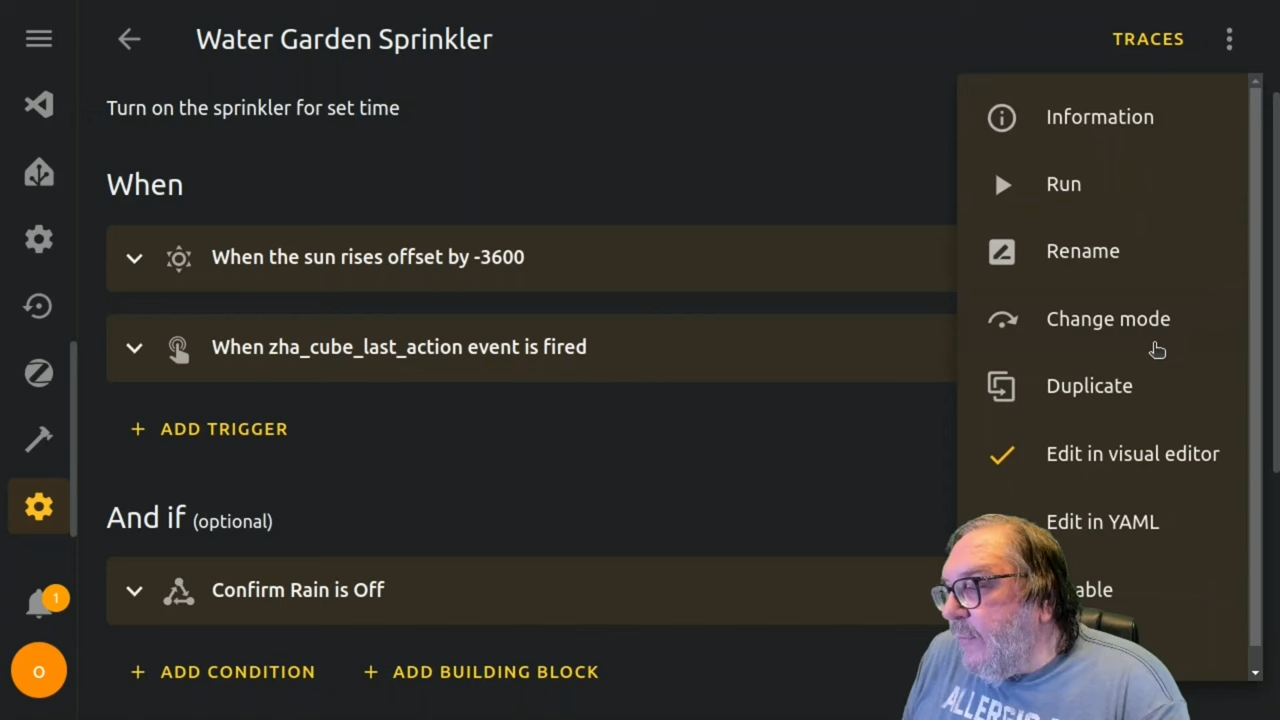 Water Garden Sprinkler
TRACES
Turn on the sprinkler for set time
Information
When
Run
When the sun rises offset by -3600
Rename
Change mode
When zha_cube_last_action event is fired
Duplicate
+ ADD TRIGGER
Edit in visual editor
And if (optional)
Edit in YAML
Confirm Rain is Off
1
O
+ ADD CONDITION
+ ADD BUILDING BLOCK